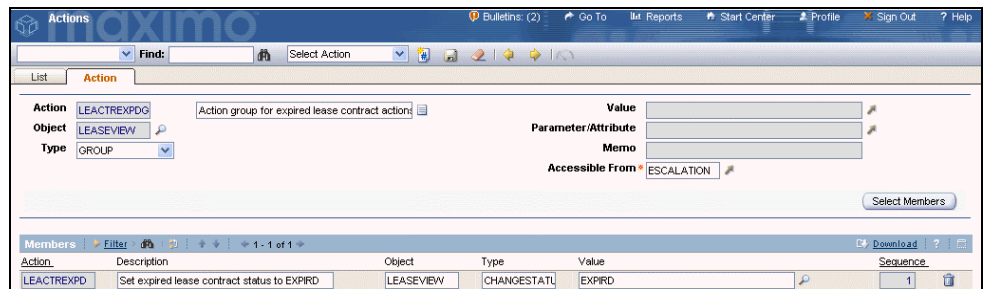 Actions
maximo
Bulletins: (2) Go To Reports Start Center Profile Sign Out ? Help
Find: Select Action
List Action
Action LEACTREXPDG Action group for expired lease contract actions Value
Object LEASEVIEW Parameter/Attribute
Type GROUP Memo
Accessible From * ESCALATION
Select Members
Members Filter 1 - 1 of 1 Download ?
Action Description Object Type Value Sequence
LEACTREXPD Set expired lease contract status to EXPIRD LEASEVIEW CHANGESTATU EXPIRD 1